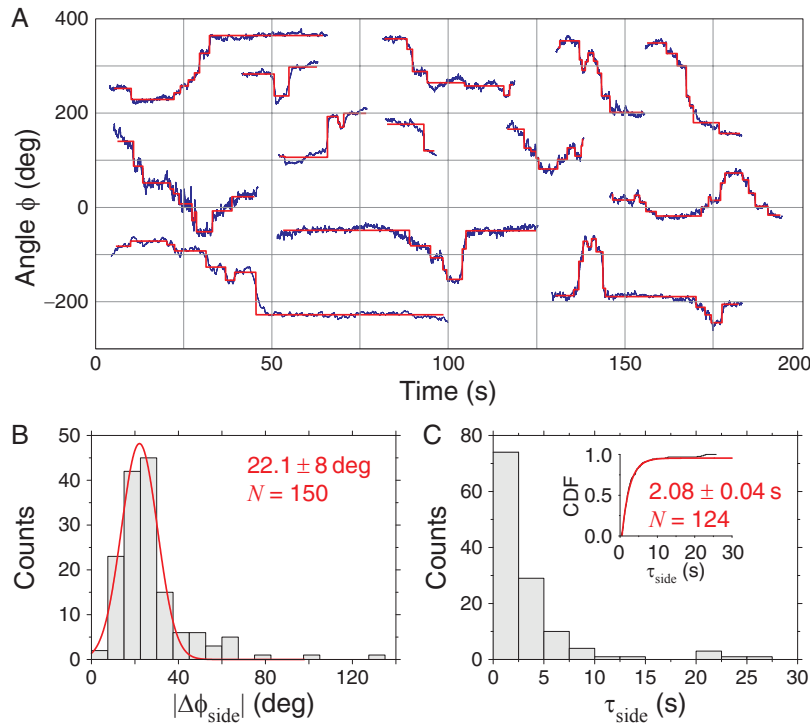 A
400
200
0
−200
Angle ϕ (deg)
0 50 100 150 200
Time (s)
B
50
40
30
20
10
0
Counts
22.1 ± 8 deg
N = 150
0 40 80 120
|Δϕside| (deg)
C
80
60
40
20
0
Counts
1.0
0.5
0.0
CDF
2.08 ± 0.04 s
N = 124
0 10 20 30
τside (s)
0 5 10 15 20 25 30
τside (s)